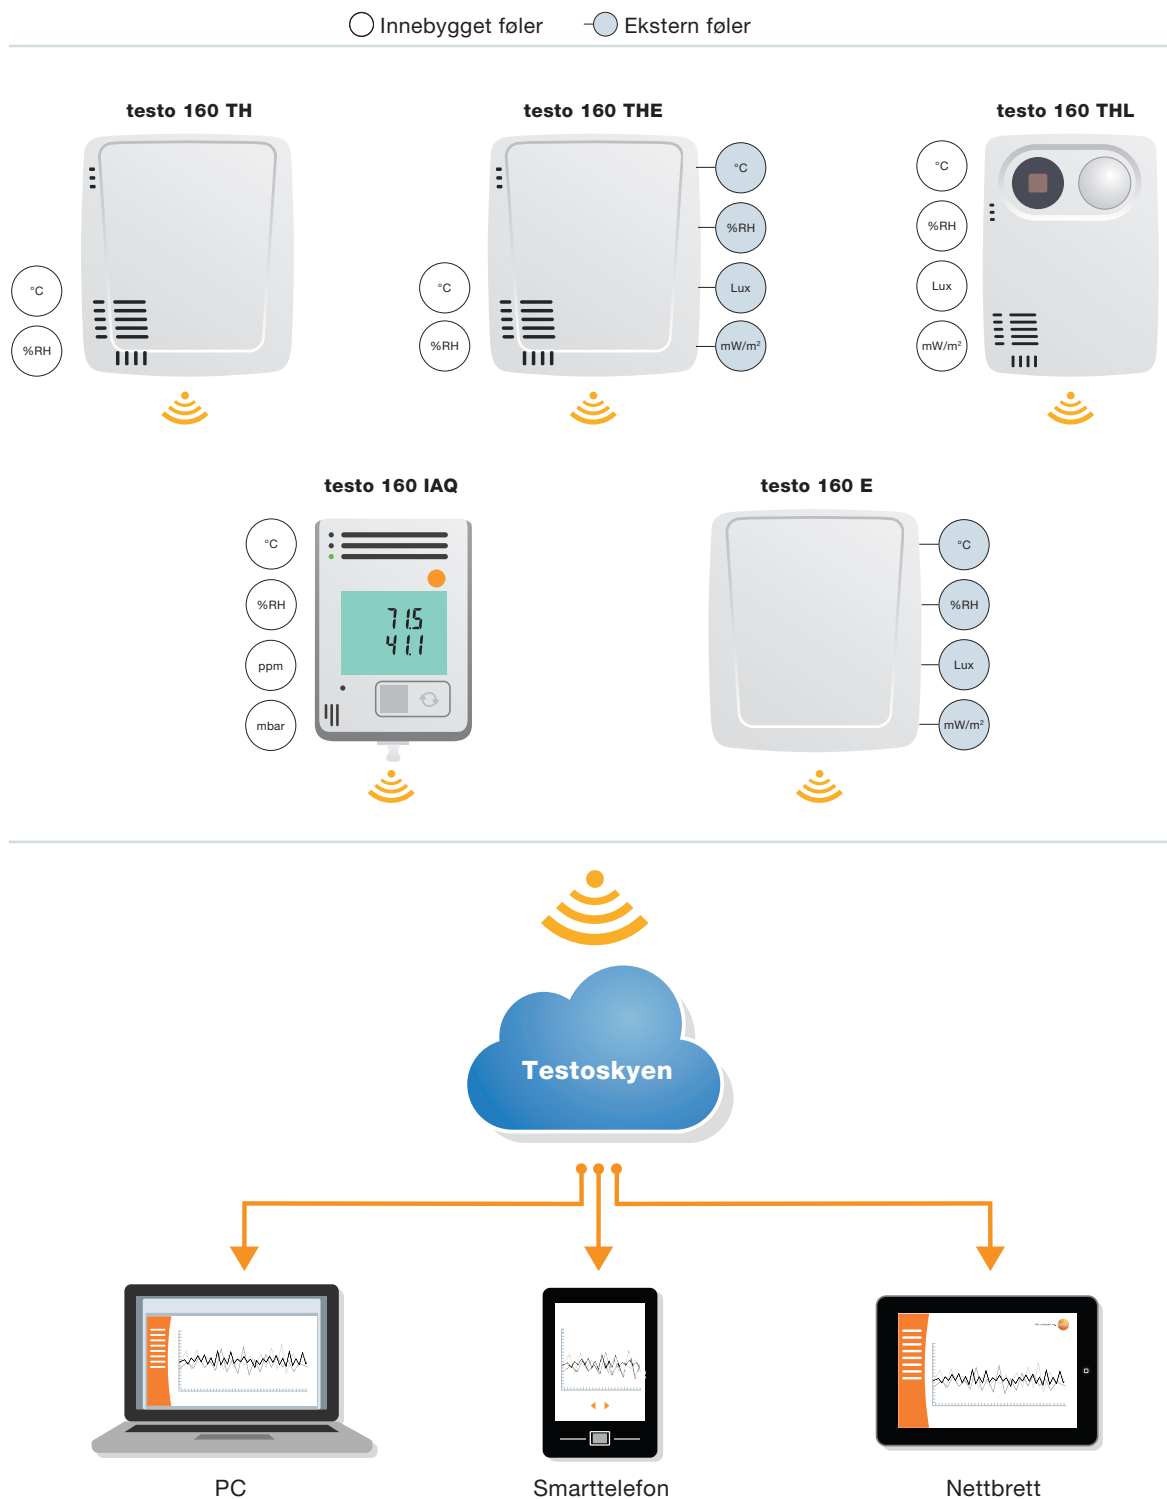 Innebygget føler
Ekstern føler
testo 160 TH
testo 160 THE
testo 160 THL
°C
%RH
°C
%RH
°C
%RH
Lux
mW/m²
°C
%RH
Lux
mW/m²
testo 160 IAQ
testo 160 E
°C
%RH
ppm
mbar
71.5
41.1
°C
%RH
Lux
mW/m²
Testoskyen
PC
Smarttelefon
Nettbrett